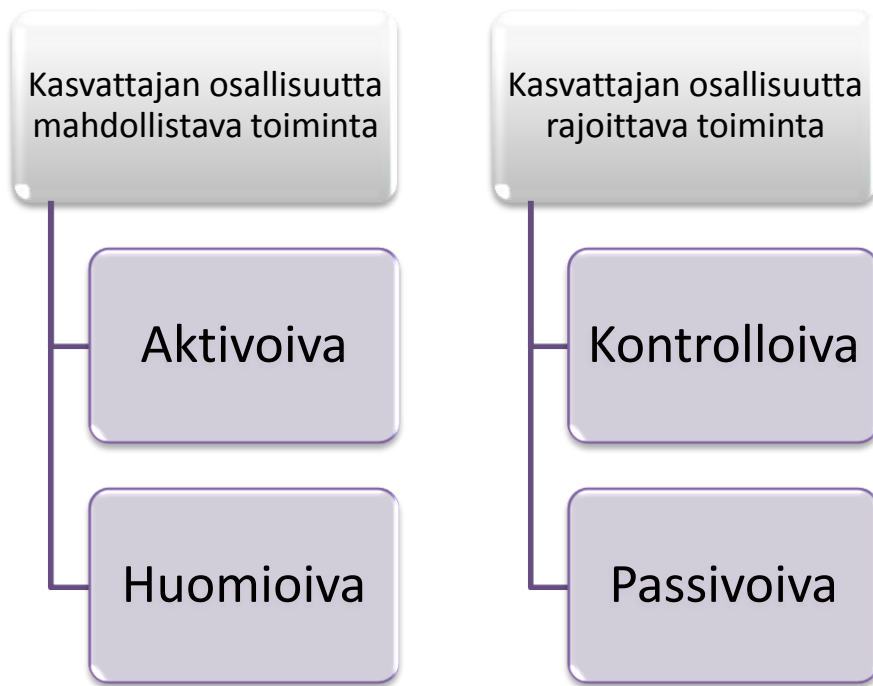 Kasvattajan osallisuutta
mahdollistava toiminta
Aktivoiva
Huomioiva
Kasvattajan osallisuutta
rajoittava toiminta
Kontrolloiva
Passivoiva